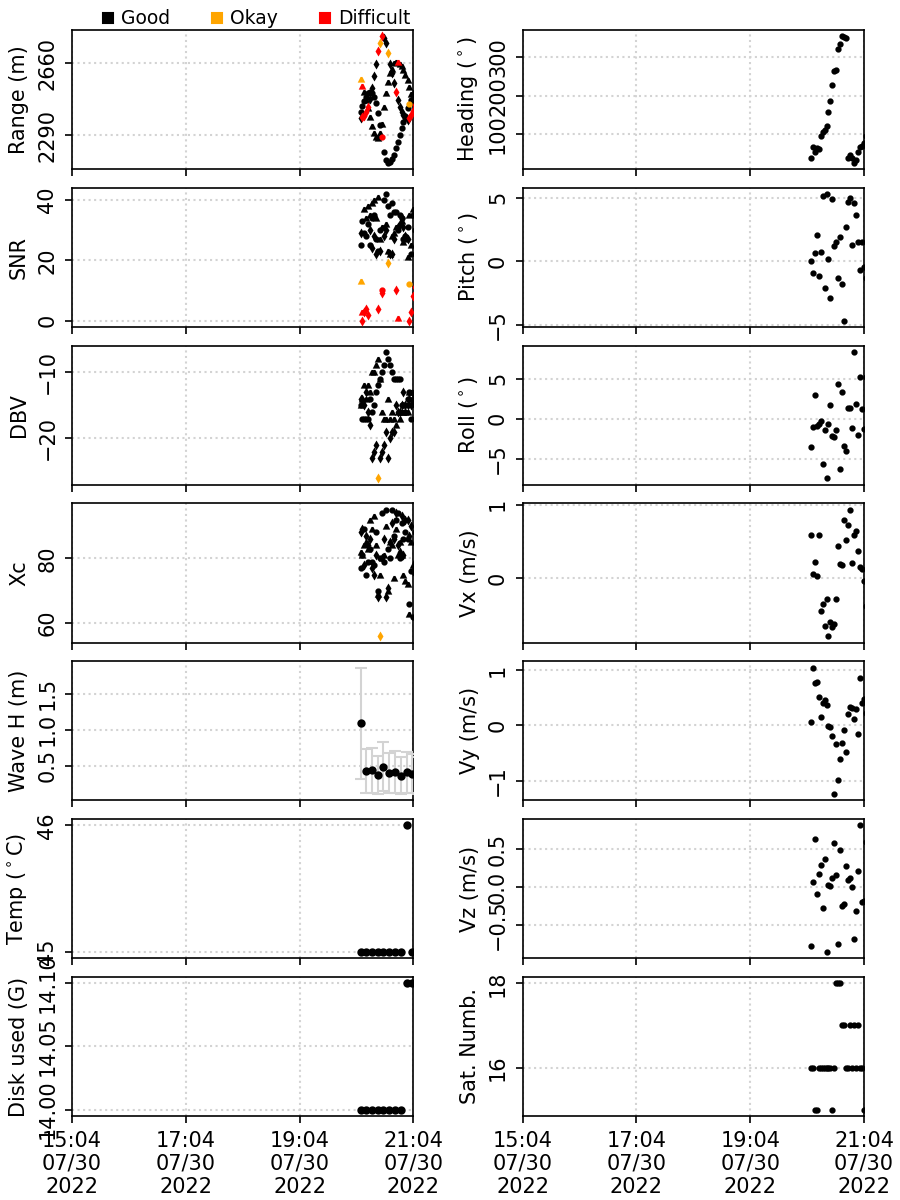 Good Okay Difficult
Range (m)
2660
2290
Heading (°)
300
200
100
SNR
40
20
0
Pitch (°)
5
0
−5
DBV
−10
−20
Roll (°)
5
0
−5
Xc
80
60
Vx (m/s)
1
0
Wave H (m)
1.5
1.0
0.5
Vy (m/s)
1
0
−1
Temp (°C)
46
45
Vz (m/s)
0.5
0.0
−0.5
Disk used (G)
14.10
14.05
14.00
Sat. Numb.
18
16
15:04 17:04 19:04 21:04 15:04 17:04 19:04 21:04
07/30 07/30 07/30 07/30 07/30 07/30 07/30 07/30
2022 2022 2022 2022 2022 2022 2022 2022